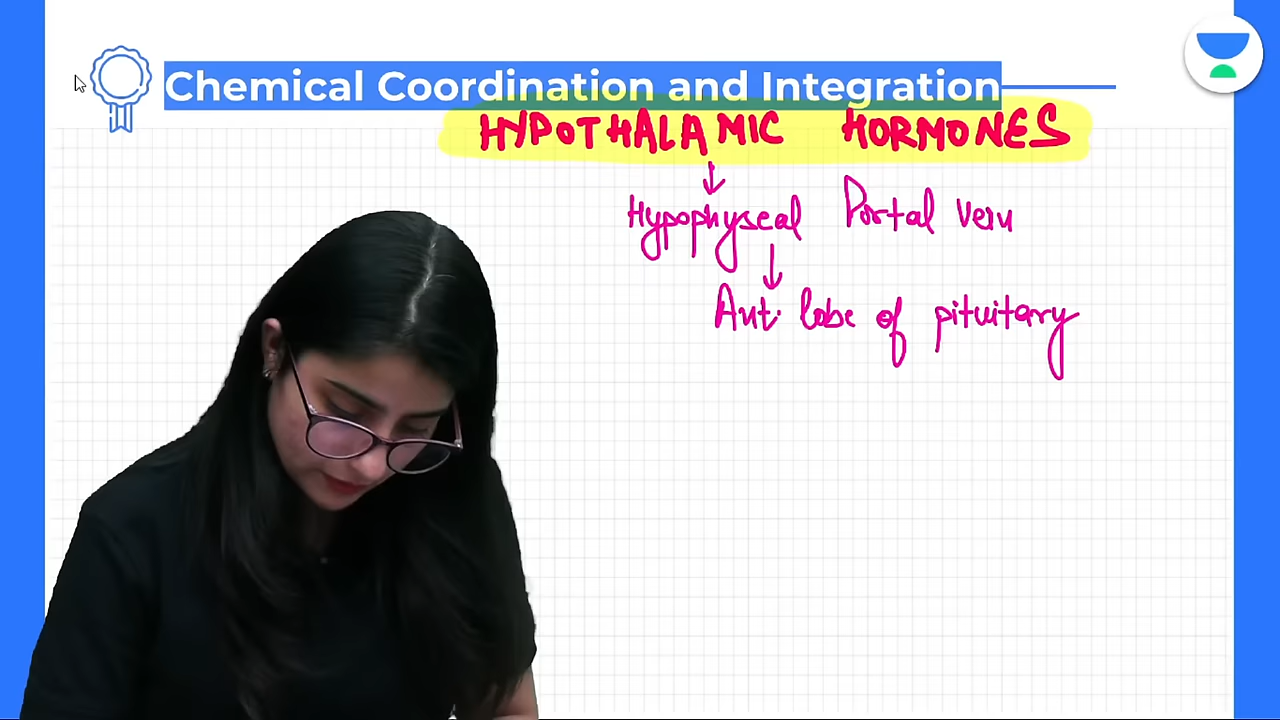 Chemical Coordination and Integration
HYPOTHALAMIC HORMONES
Hypophyseal Portal Vein
Ant. lobe of pituitary